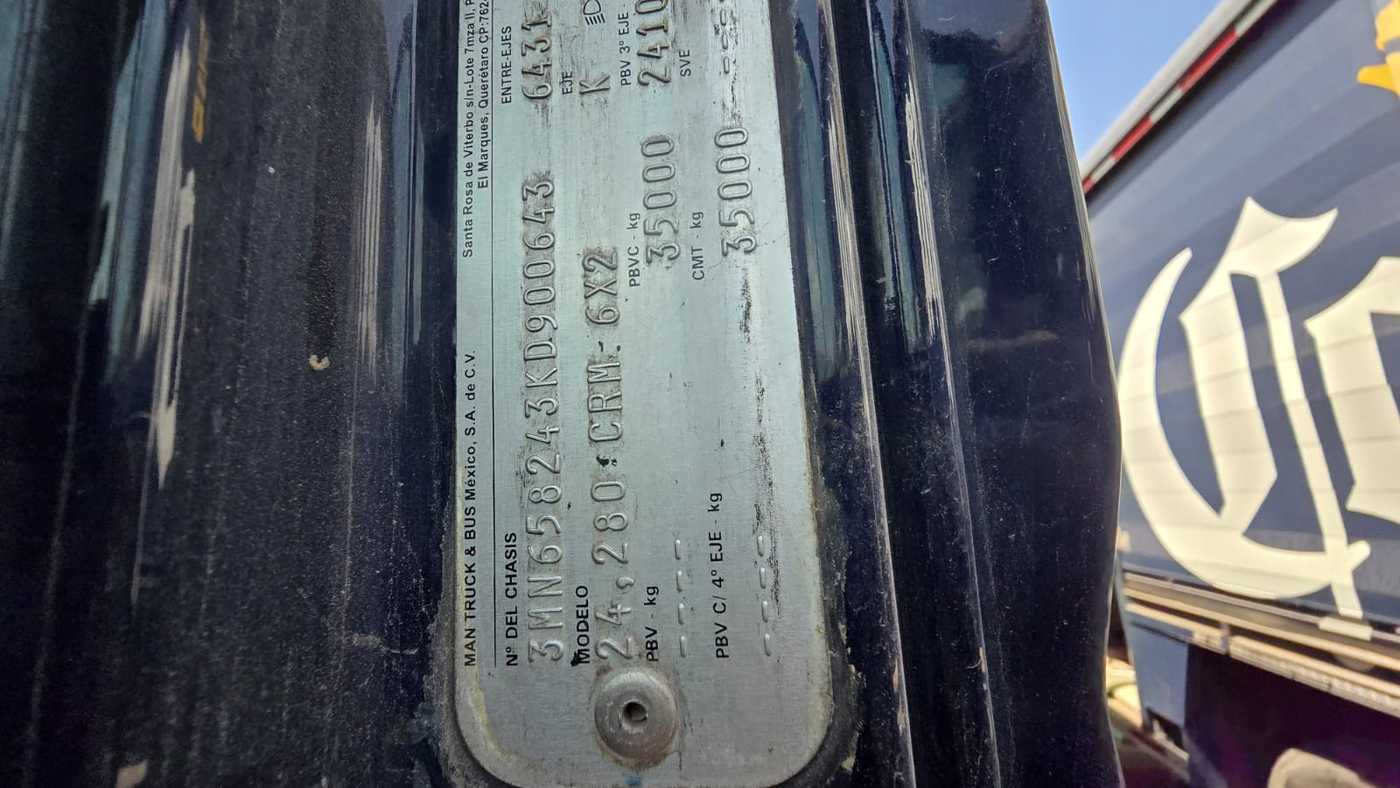 Santa Rosa de Viterbo s/n-Lote 7mza II, P
MAN TRUCK & BUS México, S.A. de C.V. El Marques, Querétaro CP:762
Nº DEL CHASIS ENTRE-EJES
3MN658243KD900643 6431
MODELO EJE
24,280.CRM.6X2 K
PBV - kg PBVC - kg PBV 3º EJE
----- 35000 2410
PBV C/ 4º EJE - kg CMT - kg SVE
----- 35000 -----
C